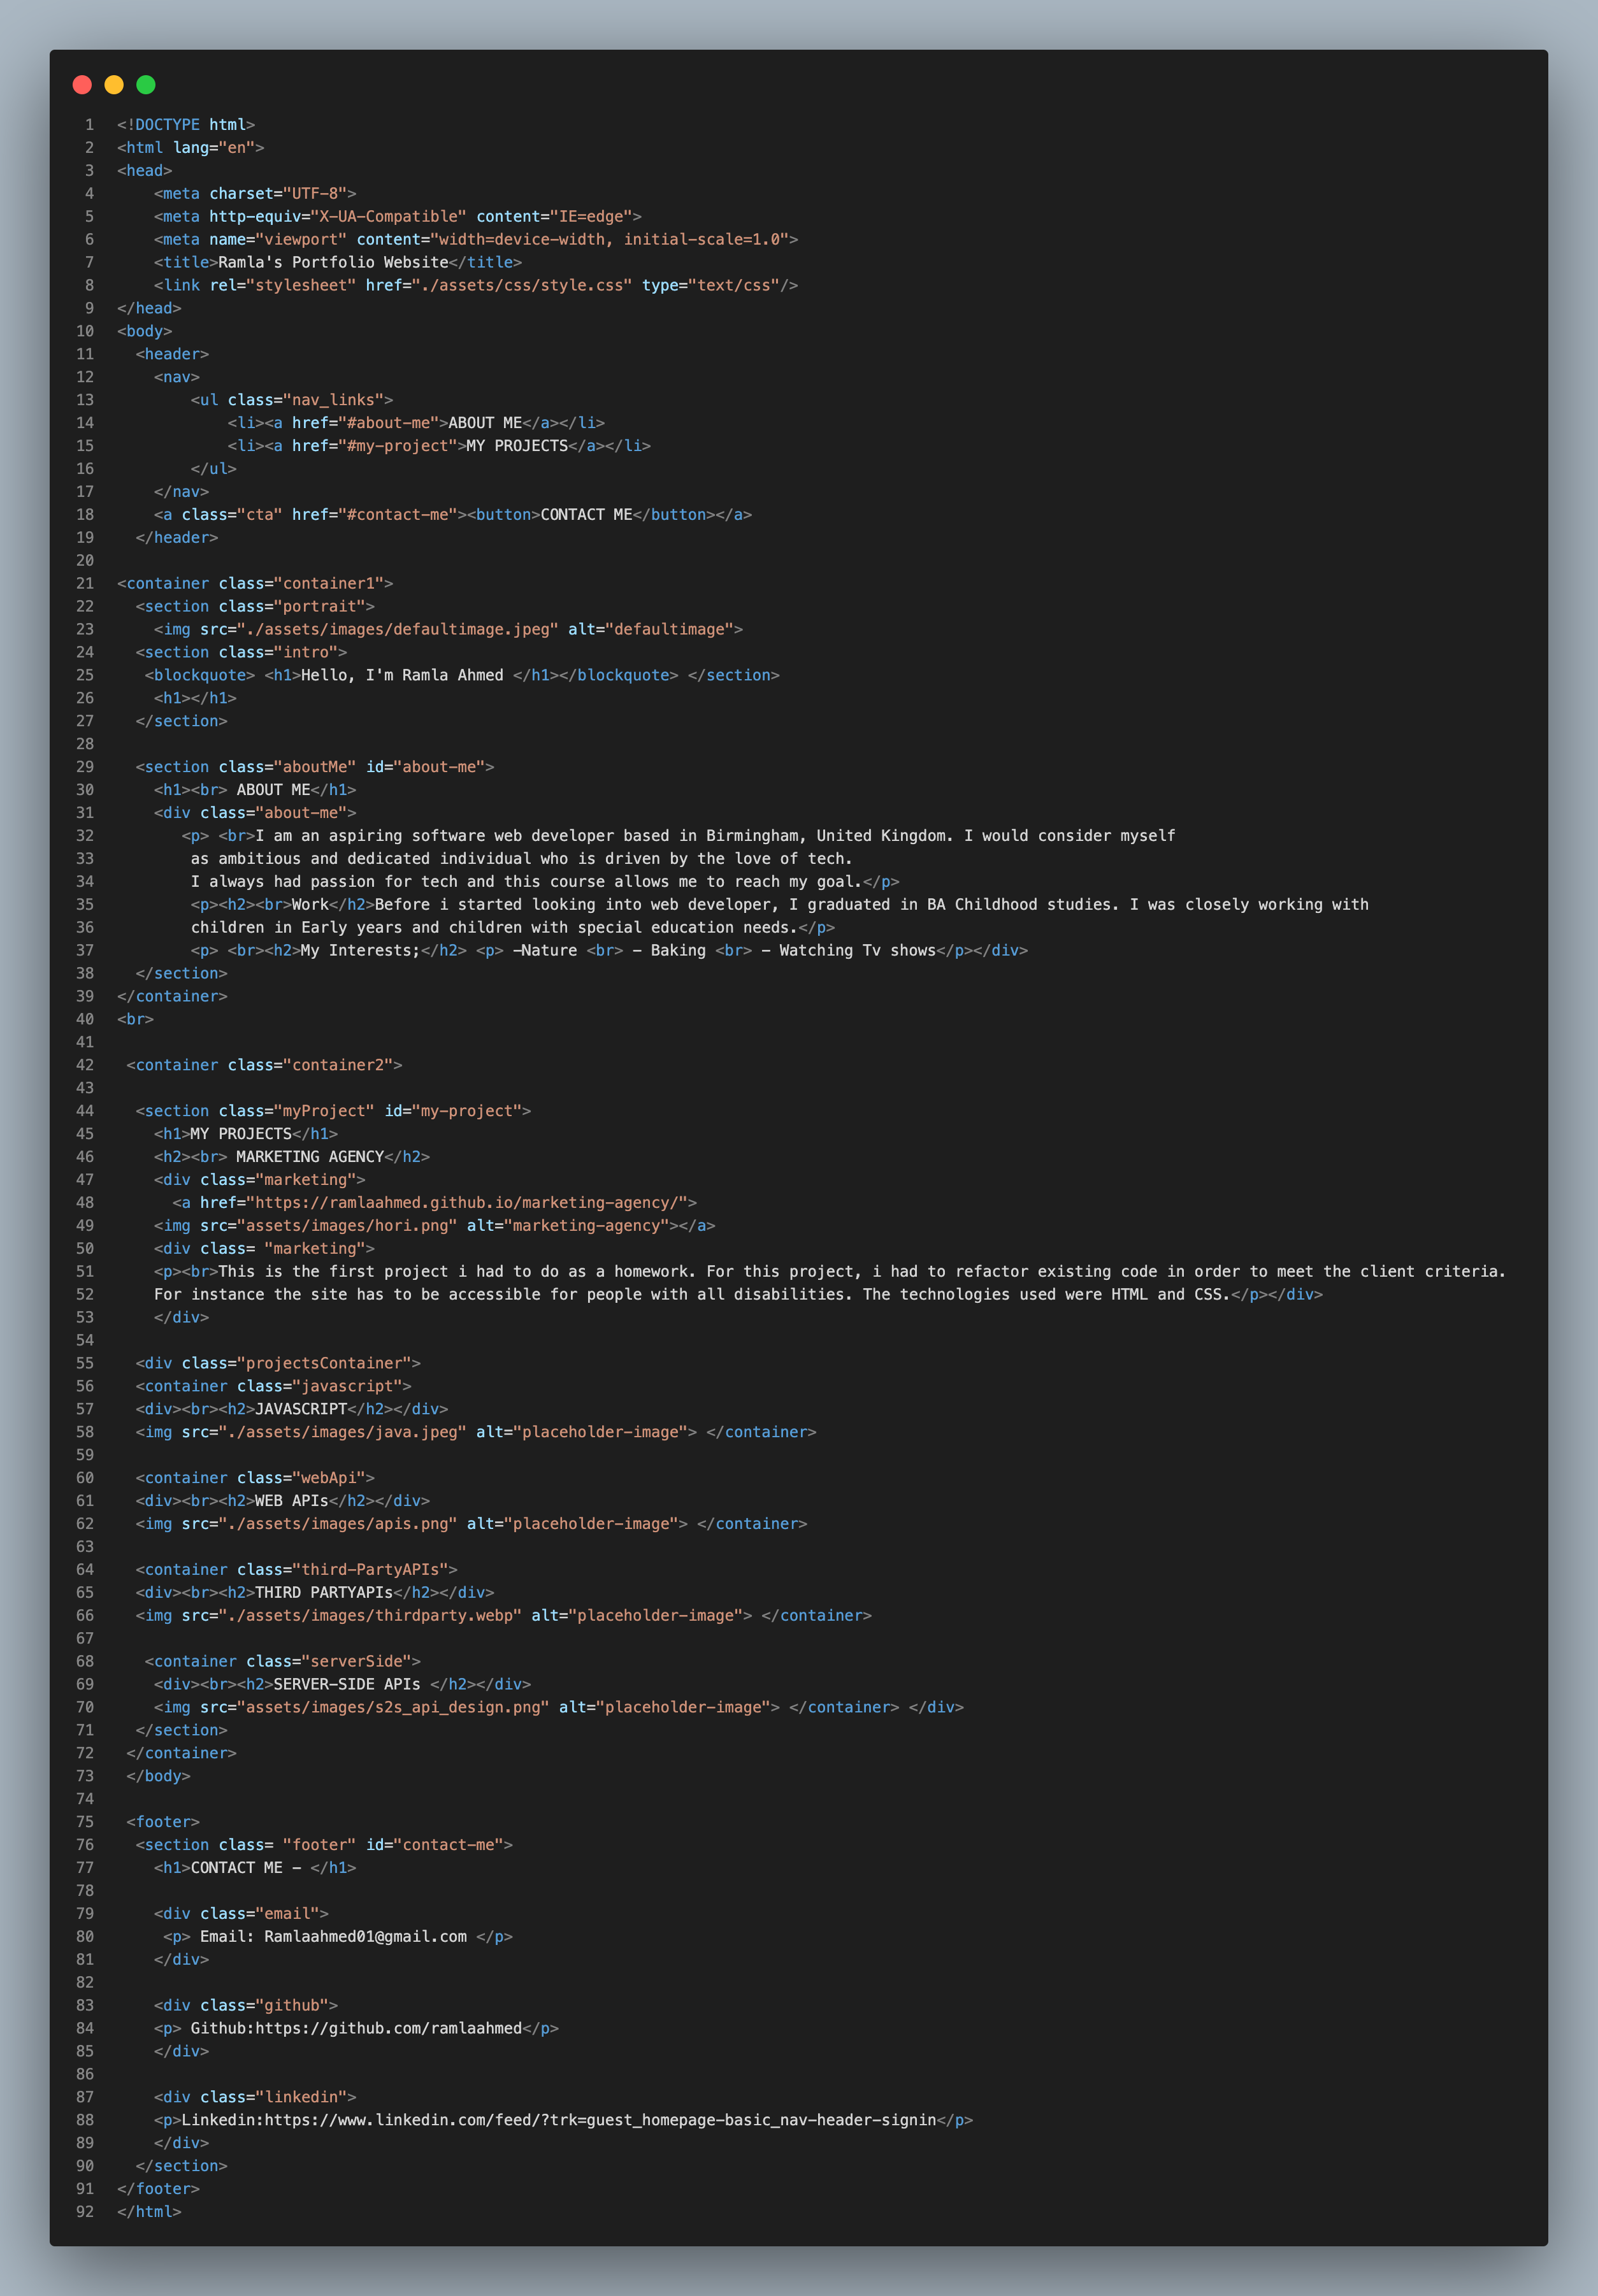 1 <!DOCTYPE html>
2 <html lang="en">
3 <head>
4     <meta charset="UTF-8">
5     <meta http-equiv="X-UA-Compatible" content="IE=edge">
6     <meta name="viewport" content="width=device-width, initial-scale=1.0">
7     <title>Ramla's Portfolio Website</title>
8     <link rel="stylesheet" href="./assets/css/style.css" type="text/css"/>
9 </head>
10 <body>
11   <header>
12     <nav>
13         <ul class="nav_links">
14             <li><a href="#about-me">ABOUT ME</a></li>
15             <li><a href="#my-project">MY PROJECTS</a></li>
16         </ul>
17     </nav>
18     <a class="cta" href="#contact-me"><button>CONTACT ME</button></a>
19   </header>
20
21 <container class="container1">
22   <section class="portrait">
23     <img src="./assets/images/defaultimage.jpeg" alt="defaultimage">
24   <section class="intro">
25    <blockquote> <h1>Hello, I'm Ramla Ahmed </h1></blockquote> </section>
26     <h1></h1>
27   </section>
28
29   <section class="aboutMe" id="about-me">
30     <h1><br> ABOUT ME</h1>
31     <div class="about-me">
32        <p> <br>I am an aspiring software web developer based in Birmingham, United Kingdom. I would consider myself
33         as ambitious and dedicated individual who is driven by the love of tech.
34         I always had passion for tech and this course allows me to reach my goal.</p>
35         <p><h2><br>Work</h2>Before i started looking into web developer, I graduated in BA Childhood studies. I was closely working with
36         children in Early years and children with special education needs.</p>
37         <p> <br><h2>My Interests;</h2> <p> —Nature <br> - Baking <br> - Watching Tv shows</p></div>
38   </section>
39 </container>
40 <br>
41
42  <container class="container2">
43
44   <section class="myProject" id="my-project">
45     <h1>MY PROJECTS</h1>
46     <h2><br> MARKETING AGENCY</h2>
47     <div class="marketing">
48       <a href="https://ramlaahmed.github.io/marketing-agency/">
49     <img src="assets/images/hori.png" alt="marketing-agency"></a>
50     <div class= "marketing">
51     <p><br>This is the first project i had to do as a homework. For this project, i had to refactor existing code in order to meet the client criteria.
52     For instance the site has to be accessible for people with all disabilities. The technologies used were HTML and CSS.</p></div>
53     </div>
54
55   <div class="projectsContainer">
56   <container class="javascript">
57   <div><br><h2>JAVASCRIPT</h2></div>
58   <img src="./assets/images/java.jpeg" alt="placeholder-image"> </container>
59
60   <container class="webApi">
61   <div><br><h2>WEB APIs</h2></div>
62   <img src="./assets/images/apis.png" alt="placeholder-image"> </container>
63
64   <container class="third-PartyAPIs">
65   <div><br><h2>THIRD PARTYAPIs</h2></div>
66   <img src="./assets/images/thirdparty.webp" alt="placeholder-image"> </container>
67
68    <container class="serverSide">
69     <div><br><h2>SERVER-SIDE APIs </h2></div>
70     <img src="assets/images/s2s_api_design.png" alt="placeholder-image"> </container> </div>
71   </section>
72  </container>
73  </body>
74
75  <footer>
76   <section class= "footer" id="contact-me">
77     <h1>CONTACT ME - </h1>
78
79     <div class="email">
80      <p> Email: Ramlaahmed01@gmail.com </p>
81     </div>
82
83     <div class="github">
84     <p> Github:https://github.com/ramlaahmed</p>
85     </div>
86
87     <div class="linkedin">
88     <p>Linkedin:https://www.linkedin.com/feed/?trk=guest_homepage-basic_nav-header-signin</p>
89     </div>
90   </section>
91 </footer>
92 </html>